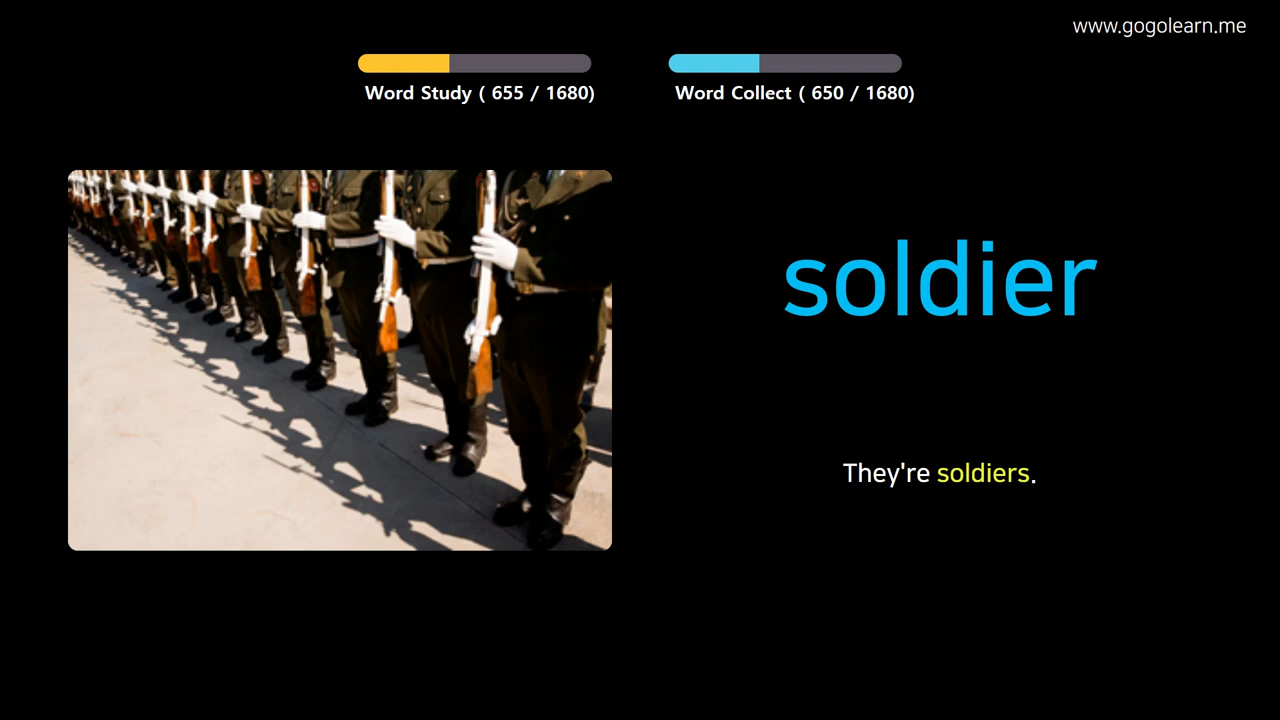 www.gogolearn.me
Word Study ( 655 / 1680)
Word Collect ( 650 / 1680)
soldier
They're soldiers.